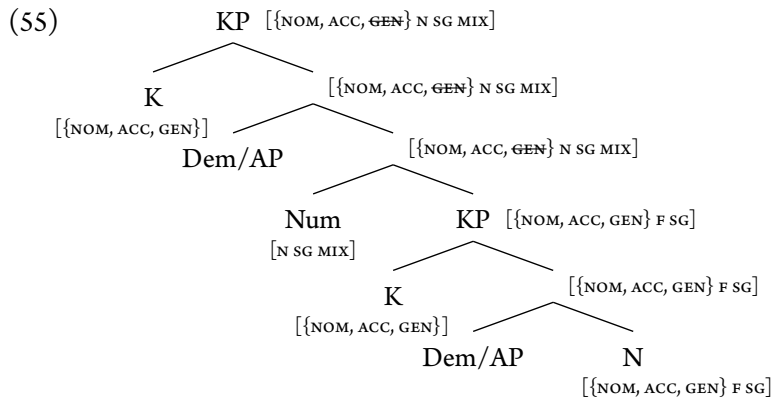 (55) KP [{NOM, ACC, GEN} N SG MIX]
K [{NOM, ACC, GEN} N SG MIX]
[{NOM, ACC, GEN}]
Dem/AP [{NOM, ACC, GEN} N SG MIX]
Num KP [{NOM, ACC, GEN} F SG]
[N SG MIX]
K [{NOM, ACC, GEN} F SG]
[{NOM, ACC, GEN}]
Dem/AP N
[{NOM, ACC, GEN} F SG]